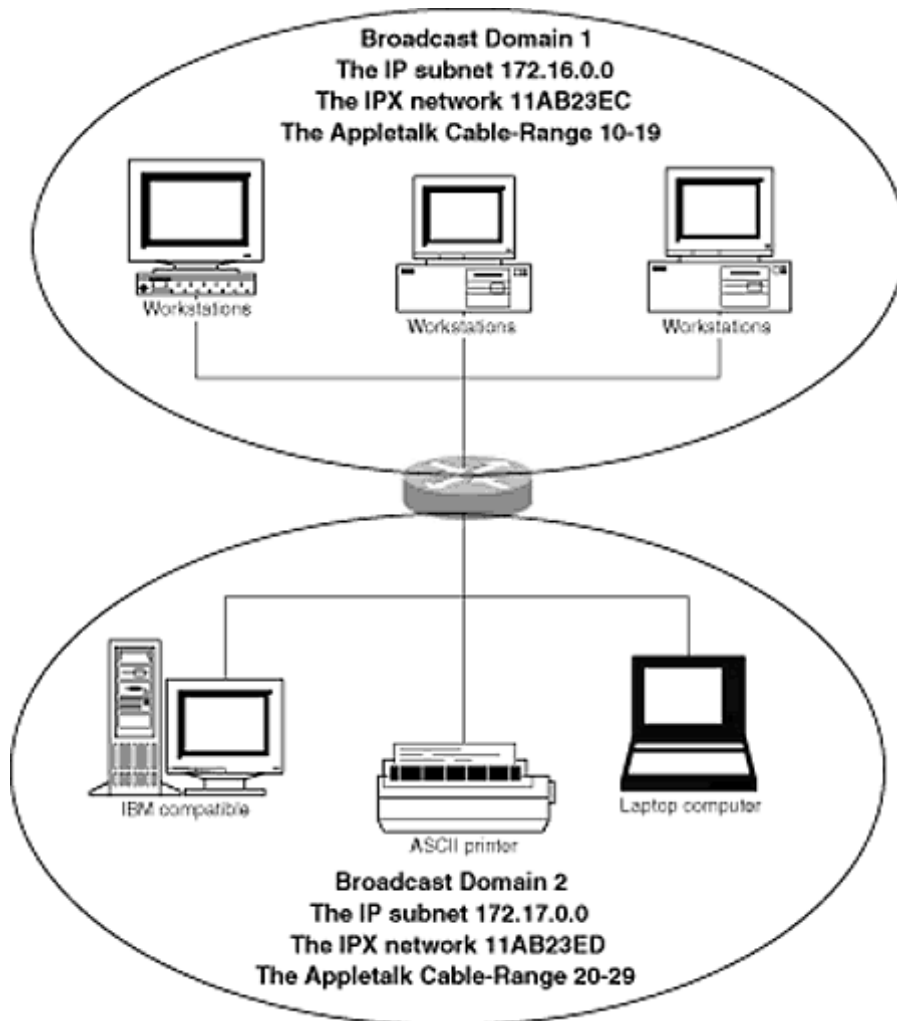 Broadcast Domain 1
The IP subnet 172.16.0.0
The IPX network 11AB23EC
The Appletalk Cable-Range 10-19
Workstations
Workstations
Workstations
IBM compatible
ASCII printer
Laptop computer
Broadcast Domain 2
The IP subnet 172.17.0.0
The IPX network 11AB23ED
The Appletalk Cable-Range 20-29